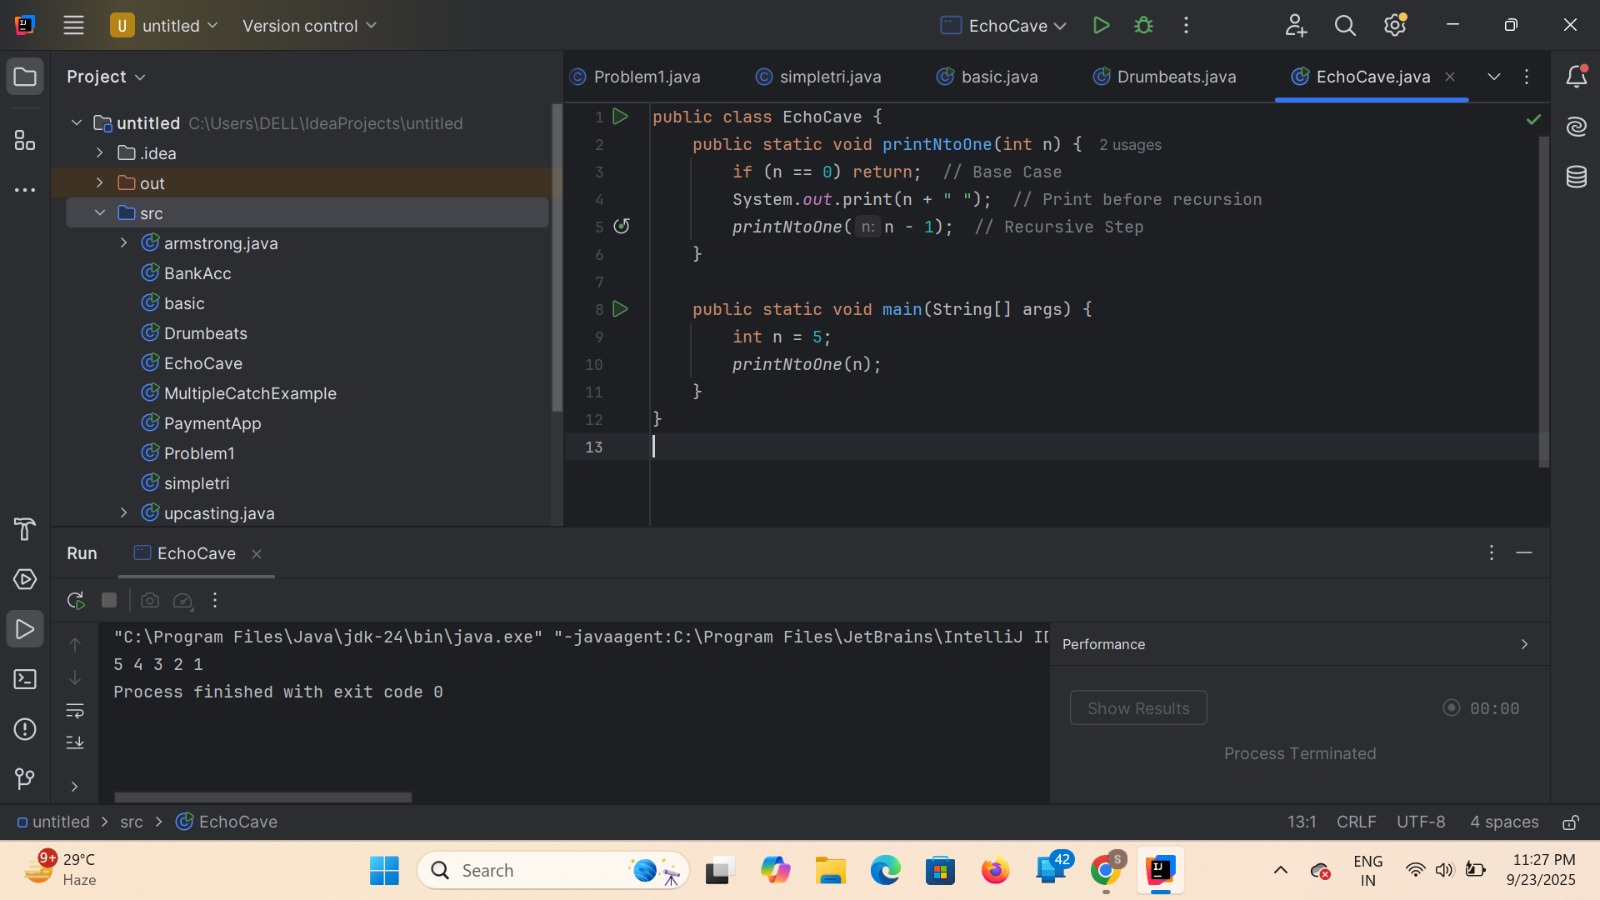 U untitled Version control EchoCave
Project Problem1.java simpletri.java basic.java Drumbeats.java EchoCave.java
untitled C:\Users\DELL\IdeaProjects\untitled
.idea
out
src
armstrong.java
BankAcc
basic
Drumbeats
EchoCave
MultipleCatchExample
PaymentApp
Problem1
simpletri
upcasting.java
1 public class EchoCave {
2 public static void printNtoOne(int n) { 2 usages
3 if (n == 0) return; // Base Case
4 System.out.print(n + " "); // Print before recursion
5 printNtoOne( n: n - 1); // Recursive Step
6 }
7
8 public static void main(String[] args) {
9 int n = 5;
10 printNtoOne(n);
11 }
12 }
13
Run EchoCave
"C:\Program Files\Java\jdk-24\bin\java.exe" "-javaagent:C:\Program Files\JetBrains\IntelliJ
5 4 3 2 1
Process finished with exit code 0
Performance
Show Results 00:00
Process Terminated
untitled > src > EchoCave 13:1 CRLF UTF-8 4 spaces
9+ 29°C
Haze
Search
42
S
ENG
IN
11:27 PM
9/23/2025